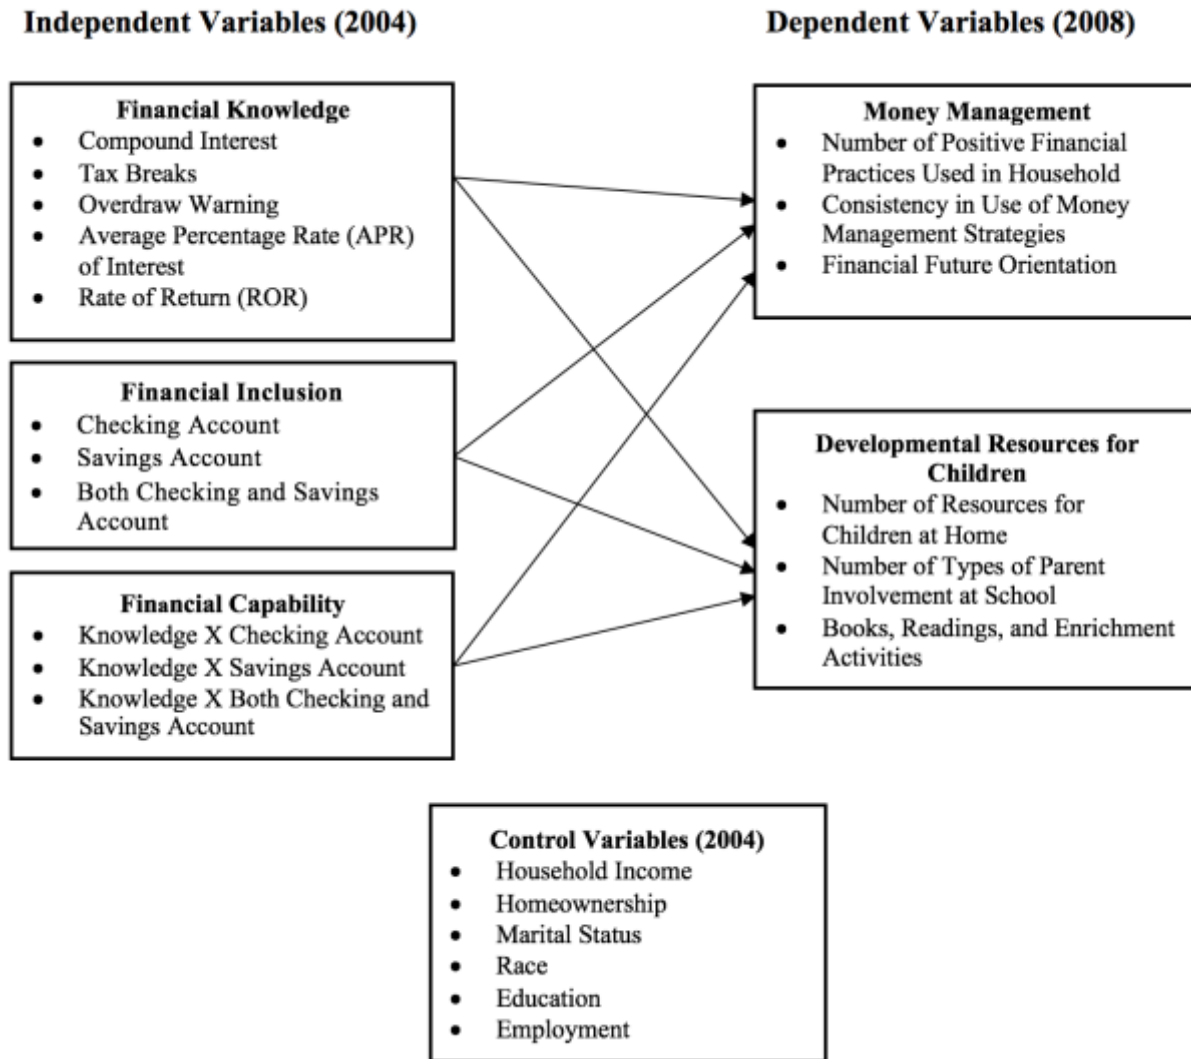 Independent Variables (2004)
Dependent Variables (2008)
Financial Knowledge
• Compound Interest
• Tax Breaks
• Overdraw Warning
• Average Percentage Rate (APR)
of Interest
• Rate of Return (ROR)
Financial Inclusion
• Checking Account
• Savings Account
• Both Checking and Savings
Account
Financial Capability
• Knowledge X Checking Account
• Knowledge X Savings Account
• Knowledge X Both Checking and
Savings Account
Money Management
• Number of Positive Financial
Practices Used in Household
• Consistency in Use of Money
Management Strategies
• Financial Future Orientation
Developmental Resources for
Children
• Number of Resources for
Children at Home
• Number of Types of Parent
Involvement at School
• Books, Readings, and Enrichment
Activities
Control Variables (2004)
• Household Income
• Homeownership
• Marital Status
• Race
• Education
• Employment